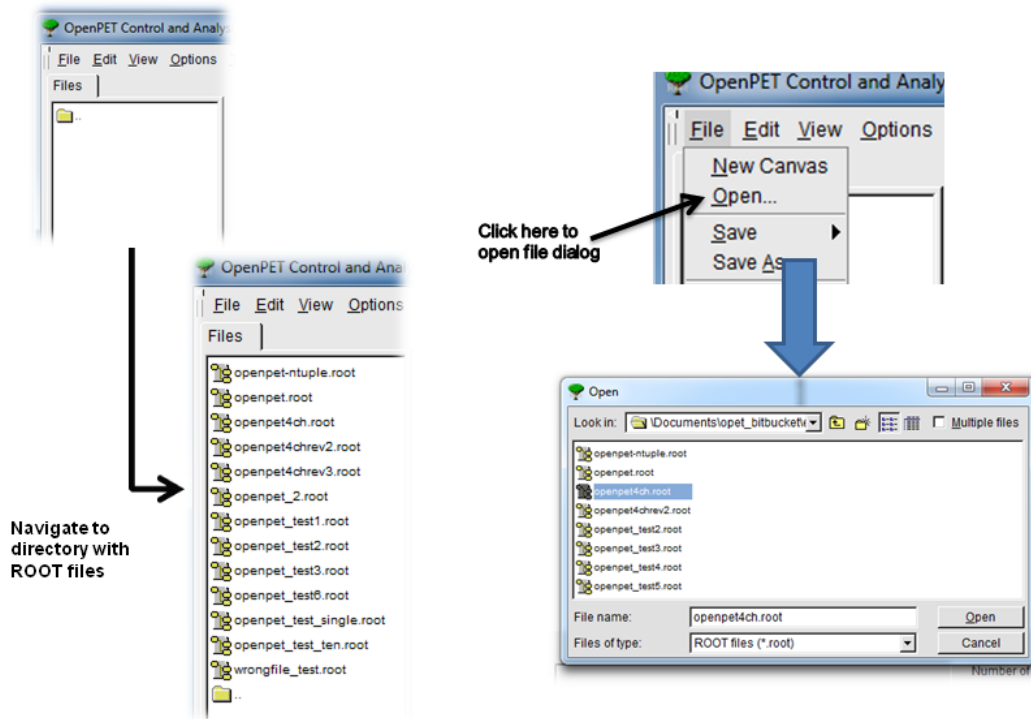 OpenPET Control and Analys
File Edit View Options
Files
..
Navigate to
directory with
ROOT files
OpenPET Control and Ana
File Edit View Options
Files
openpet-ntuple.root
openpet.root
openpet4ch.root
openpet4chrev2.root
openpet4chrev3.root
openpet_2.root
openpet_test1.root
openpet_test2.root
openpet_test3.root
openpet_test6.root
openpet_test_single.root
openpet_test_ten.root
wrongfile_test.root
..
OpenPET Control and Analy
File Edit View Options
New Canvas
Open...
Save
Save As
Click here to
open file dialog
Open
Look in: \Documents\opet_bitbucket\e Multiple files
openpet-ntuple.root
openpet.root
openpet4ch.root
openpet4chrev2.root
openpet_test2.root
openpet_test3.root
openpet_test4.root
openpet_test5.root
File name: openpet4ch.root Open
Files of type: ROOT files (*.root) Cancel
Number of